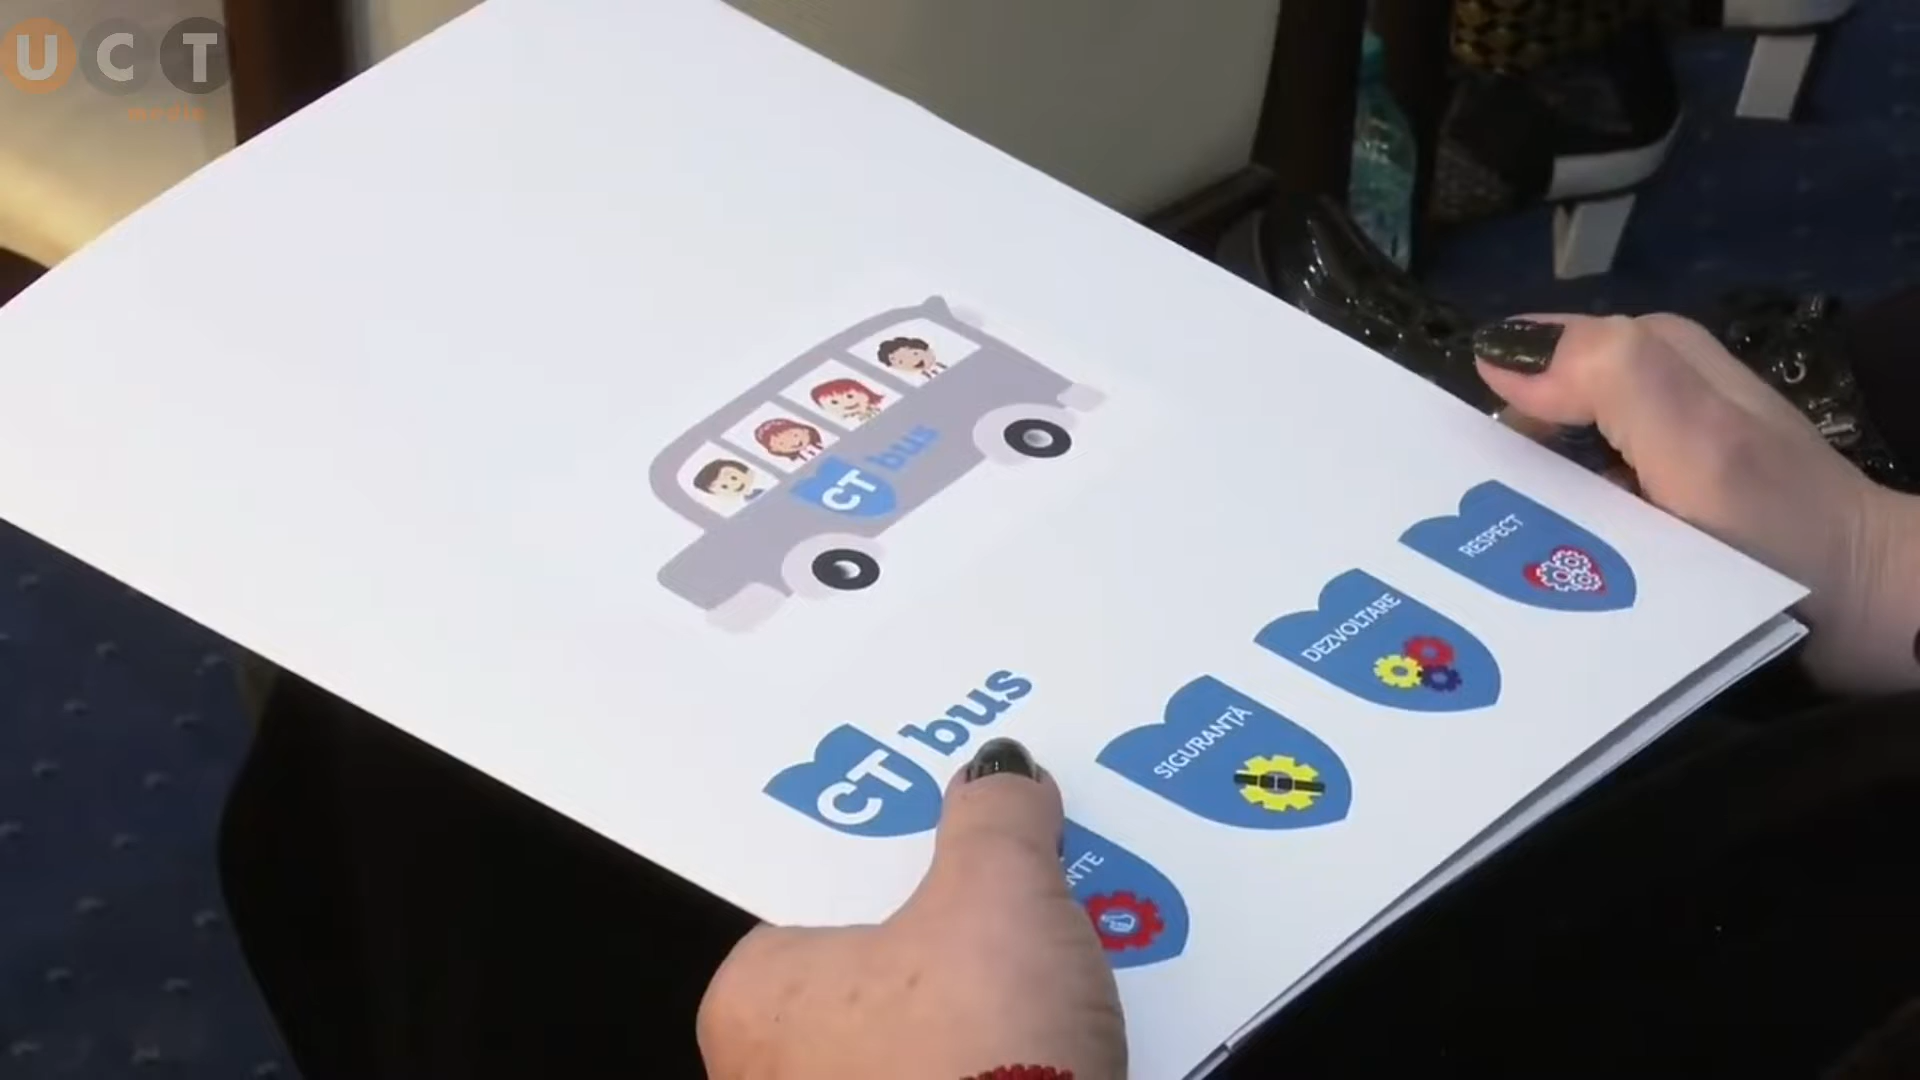 UCT
media
CT bus
CT bus
RESPECT
DEZVOLTARE
SIGURANȚĂ